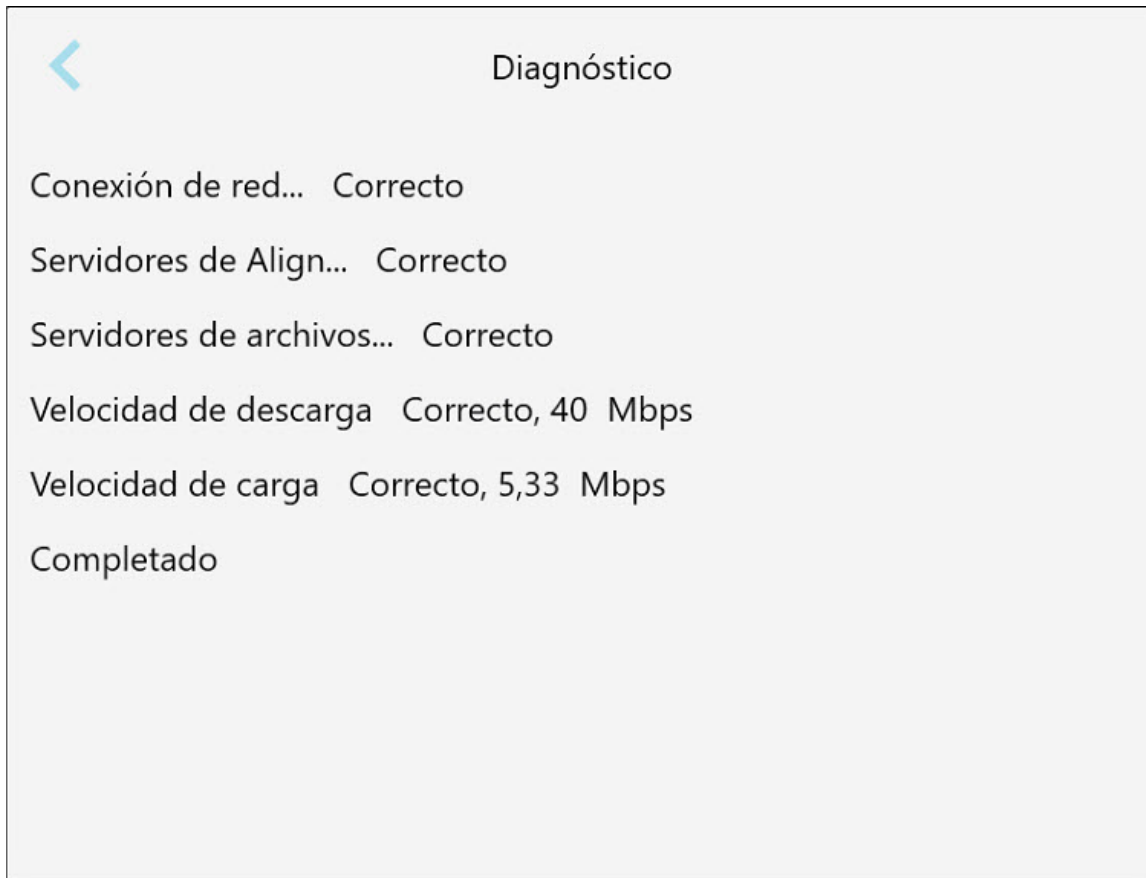 Diagnóstico
Conexión de red... Correcto
Servidores de Align... Correcto
Servidores de archivos... Correcto
Velocidad de descarga Correcto, 40 Mbps
Velocidad de carga Correcto, 5,33 Mbps
Completado